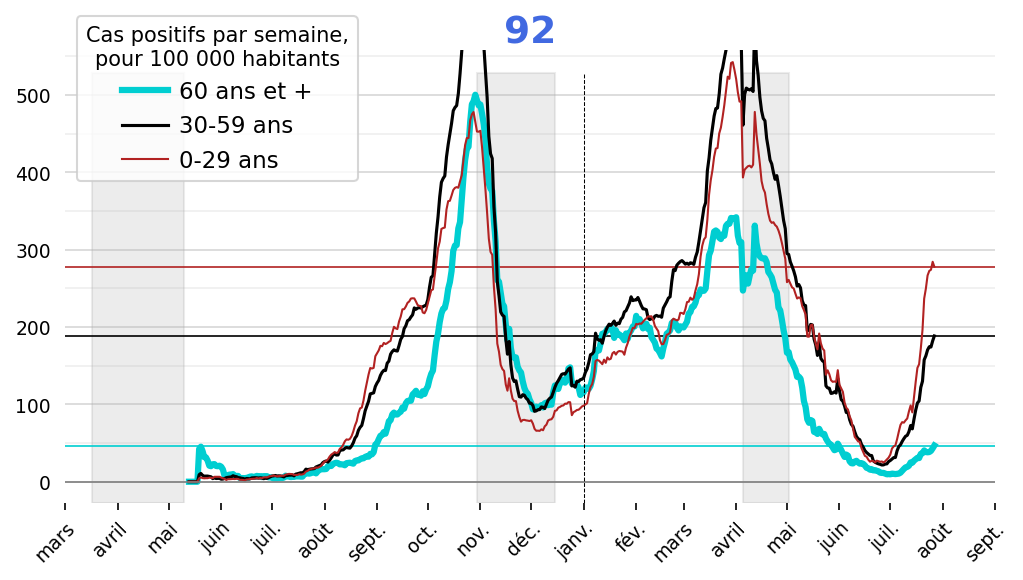 92
Cas positifs par semaine,
pour 100 000 habitants
60 ans et +
30-59 ans
0-29 ans
500
400
300
200
100
0
mars avril mai juin juil. août sept. oct. nov. déc. janv. fév. mars avril mai juin juil. août sept.